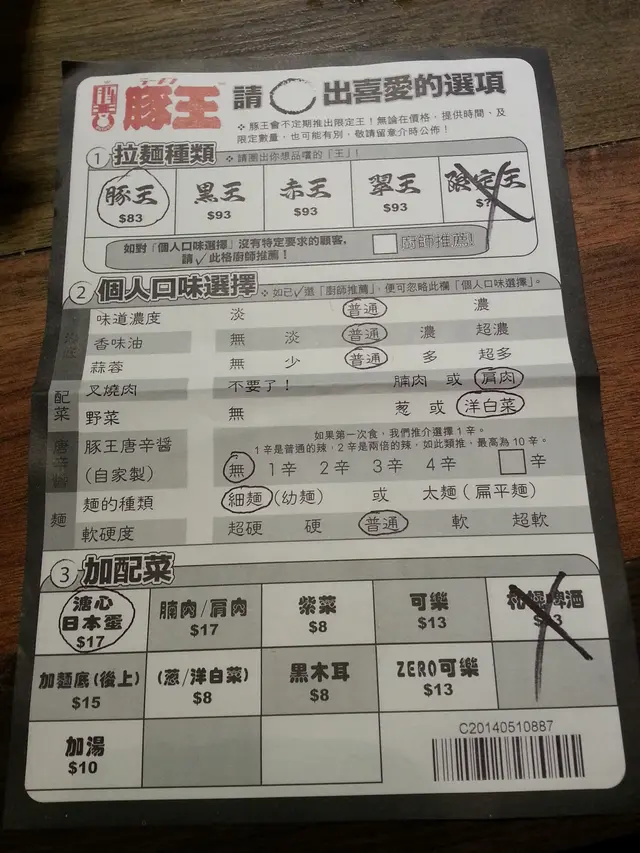 ラーメン
豚王 請 出喜愛的選項
豚王會不定期推出限定王！無論在價格，提供時間，及
限定數量，也可能有別，敬請留意介時公佈！
① 拉麵種類 請圈出你想品嚐的「王」！
豚王 黒王 赤王 翠王 限定王
$83 $93 $93 $93 $?
如對「個人口味選擇」沒有特定要求的顧客，
請✓此格廚師推薦！ 廚師推薦！
② 個人口味選擇 如已✓選「廚師推薦」，便可忽略此欄「個人口味選擇」。
味道濃度 淡 普通 濃
香味油 無 淡 普通 濃 超濃
蒜蓉 無 少 普通 多 超多
配菜 叉燒肉 不要了！ 腩肉 或 肩肉
野菜 無 葱 或 洋白菜
如果第一次食，我們推介選擇1辛。
1辛是普通的辣，2辛是兩倍的辣，如此類推，最高為10辛。
唐辛醬 豚王唐辛醬
(自家製) 無 1辛 2辛 3辛 4辛 辛
麵 麵的種類 細麵(幼麵) 或 太麵(扁平麵)
軟硬度 超硬 硬 普通 軟 超軟
③ 加配菜
溏心
日本蛋 腩肉/肩肉 紫菜 可樂 啤酒
$17 $17 $8 $13
加麵底(後上) (葱/洋白菜) 黑木耳 ZERO可樂
$15 $8 $8 $13
加湯
$10
C20140510887